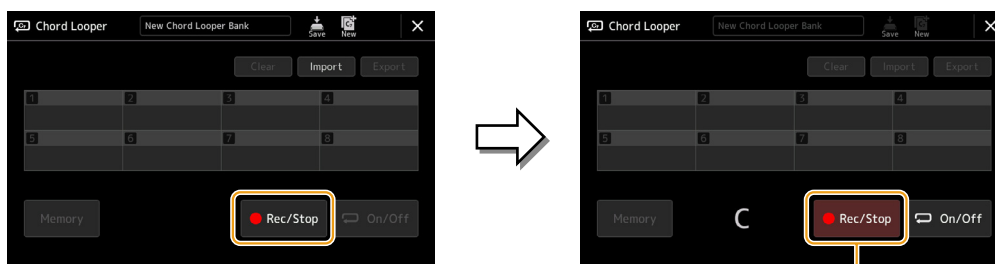 Chord Looper New Chord Looper Bank Save New
Clear Import Export
1 2 3 4
5 6 7 8
Memory Rec/Stop On/Off
Chord Looper New Chord Looper Bank Save New
Clear Import Export
1 2 3 4
5 6 7 8
Memory C Rec/Stop On/Off